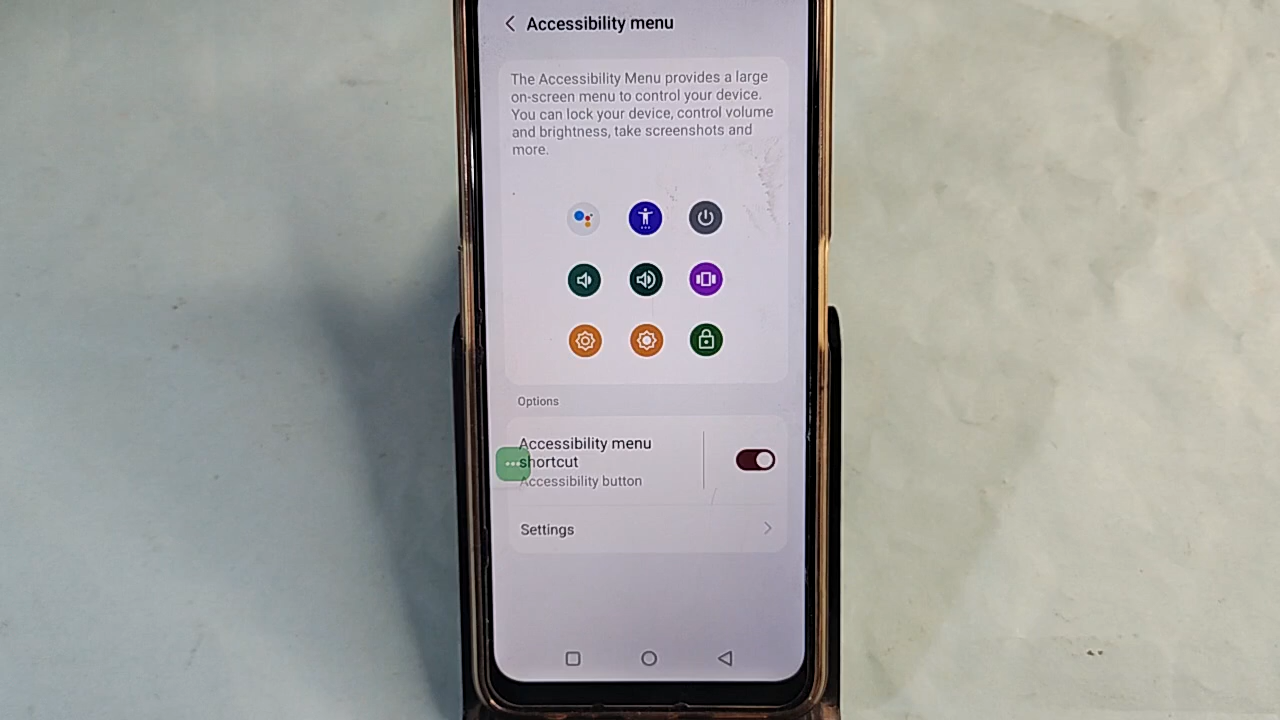 Accessibility menu
The Accessibility Menu provides a large
on-screen menu to control your device.
You can lock your device, control volume
and brightness, take screenshots and
more.
Options
Accessibility menu
shortcut
Accessibility button
Settings